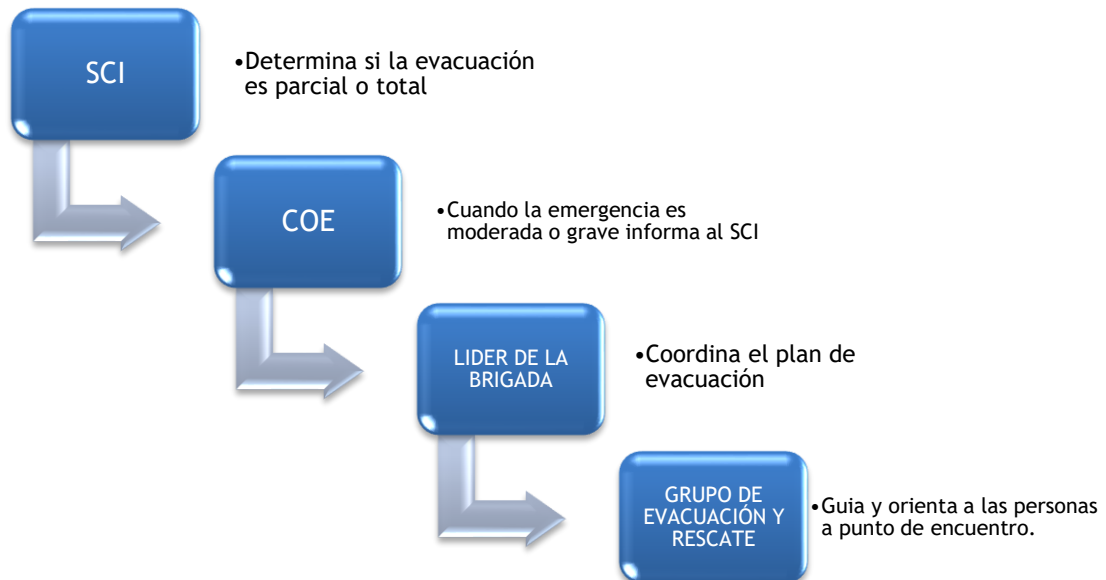 SCI
•Determina si la evacuación
es parcial o total
COE
•Cuando la emergencia es
moderada o grave informa al SCI
LIDER DE LA
BRIGADA
•Coordina el plan de
evacuación
GRUPO DE
EVACUACIÓN Y
RESCATE
•Guia y orienta a las personas
a punto de encuentro.